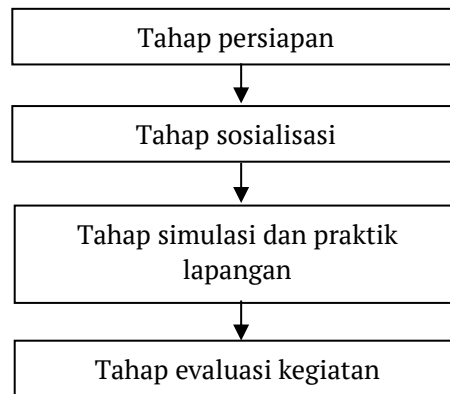 Tahap persiapan
Tahap sosialisasi
Tahap simulasi dan praktik
lapangan
Tahap evaluasi kegiatan